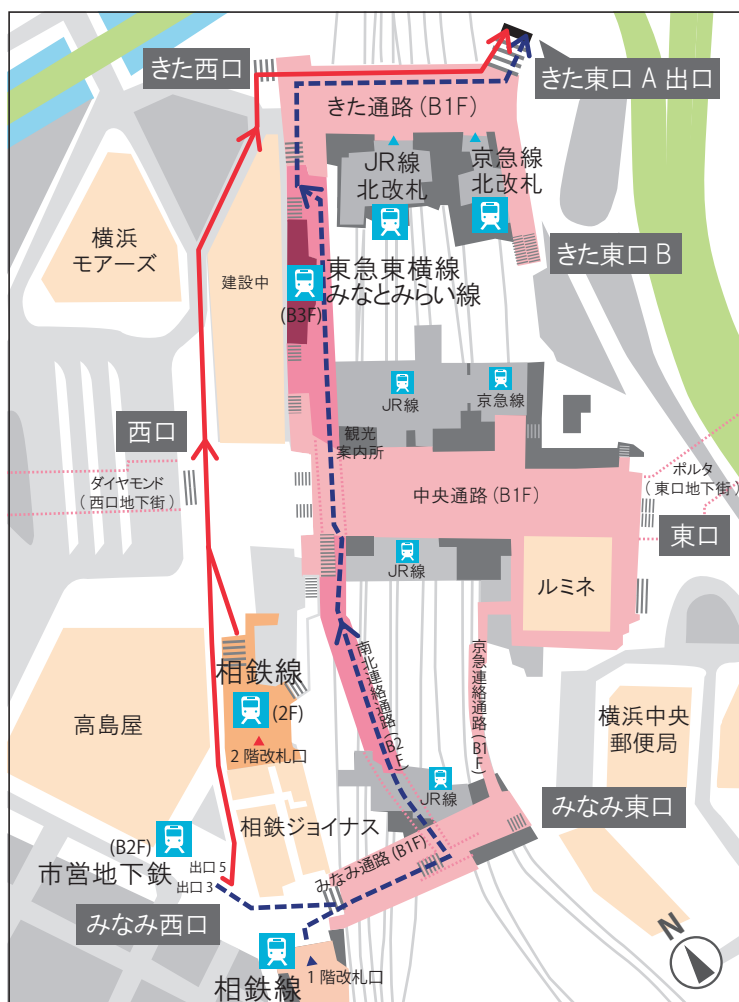 きた西口
きた東口 A 出口
きた通路 (B1F)
JR線
北改札
京急線
北改札
横浜
モアーズ
建設中
東急東横線
みなとみらい線
(B3F)
きた東口 B
JR線
京急線
観光
案内所
西口
ダイヤモンド
(西口地下街)
中央通路 (B1F)
ポルタ
(東口地下街)
東口
JR線
ルミネ
相鉄線
(2F)
2階改札口
高島屋
南北連絡通路(B2F)
京急連絡通路(B1F)
横浜中央
郵便局
JR線
みなみ東口
相鉄ジョイナス
(B2F)
市営地下鉄
出口5
出口3
みなみ通路(B1F)
みなみ西口
相鉄線
1階改札口
N